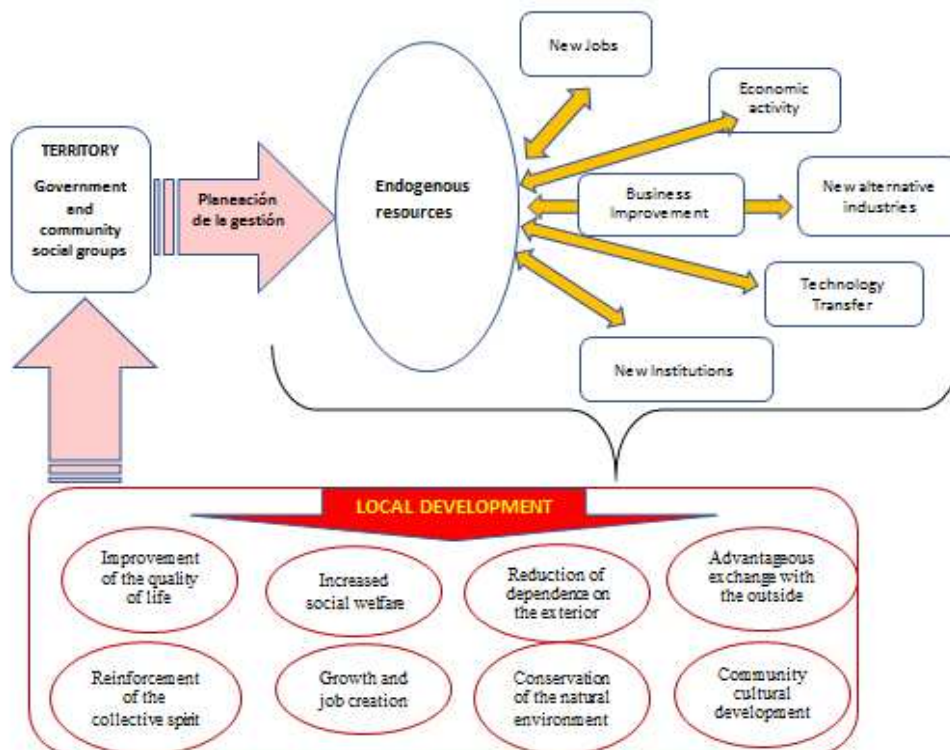 New Jobs
Economic
activity
TERRITORY
Government
and
community
social groups
Planeación
de la gestión
Endogenous
resources
Business
Improvement
New alternative
industries
Technology
Transfer
New Institutions
LOCAL DEVELOPMENT
Improvement
of the quality
of life
Increased
social welfare
Reduction of
dependence on
the exterior
Advantageous
exchange with
the outside
Reinforcement
of the
collective spirit
Growth and
job creation
Conservation
of the natural
environment
Community
cultural
development